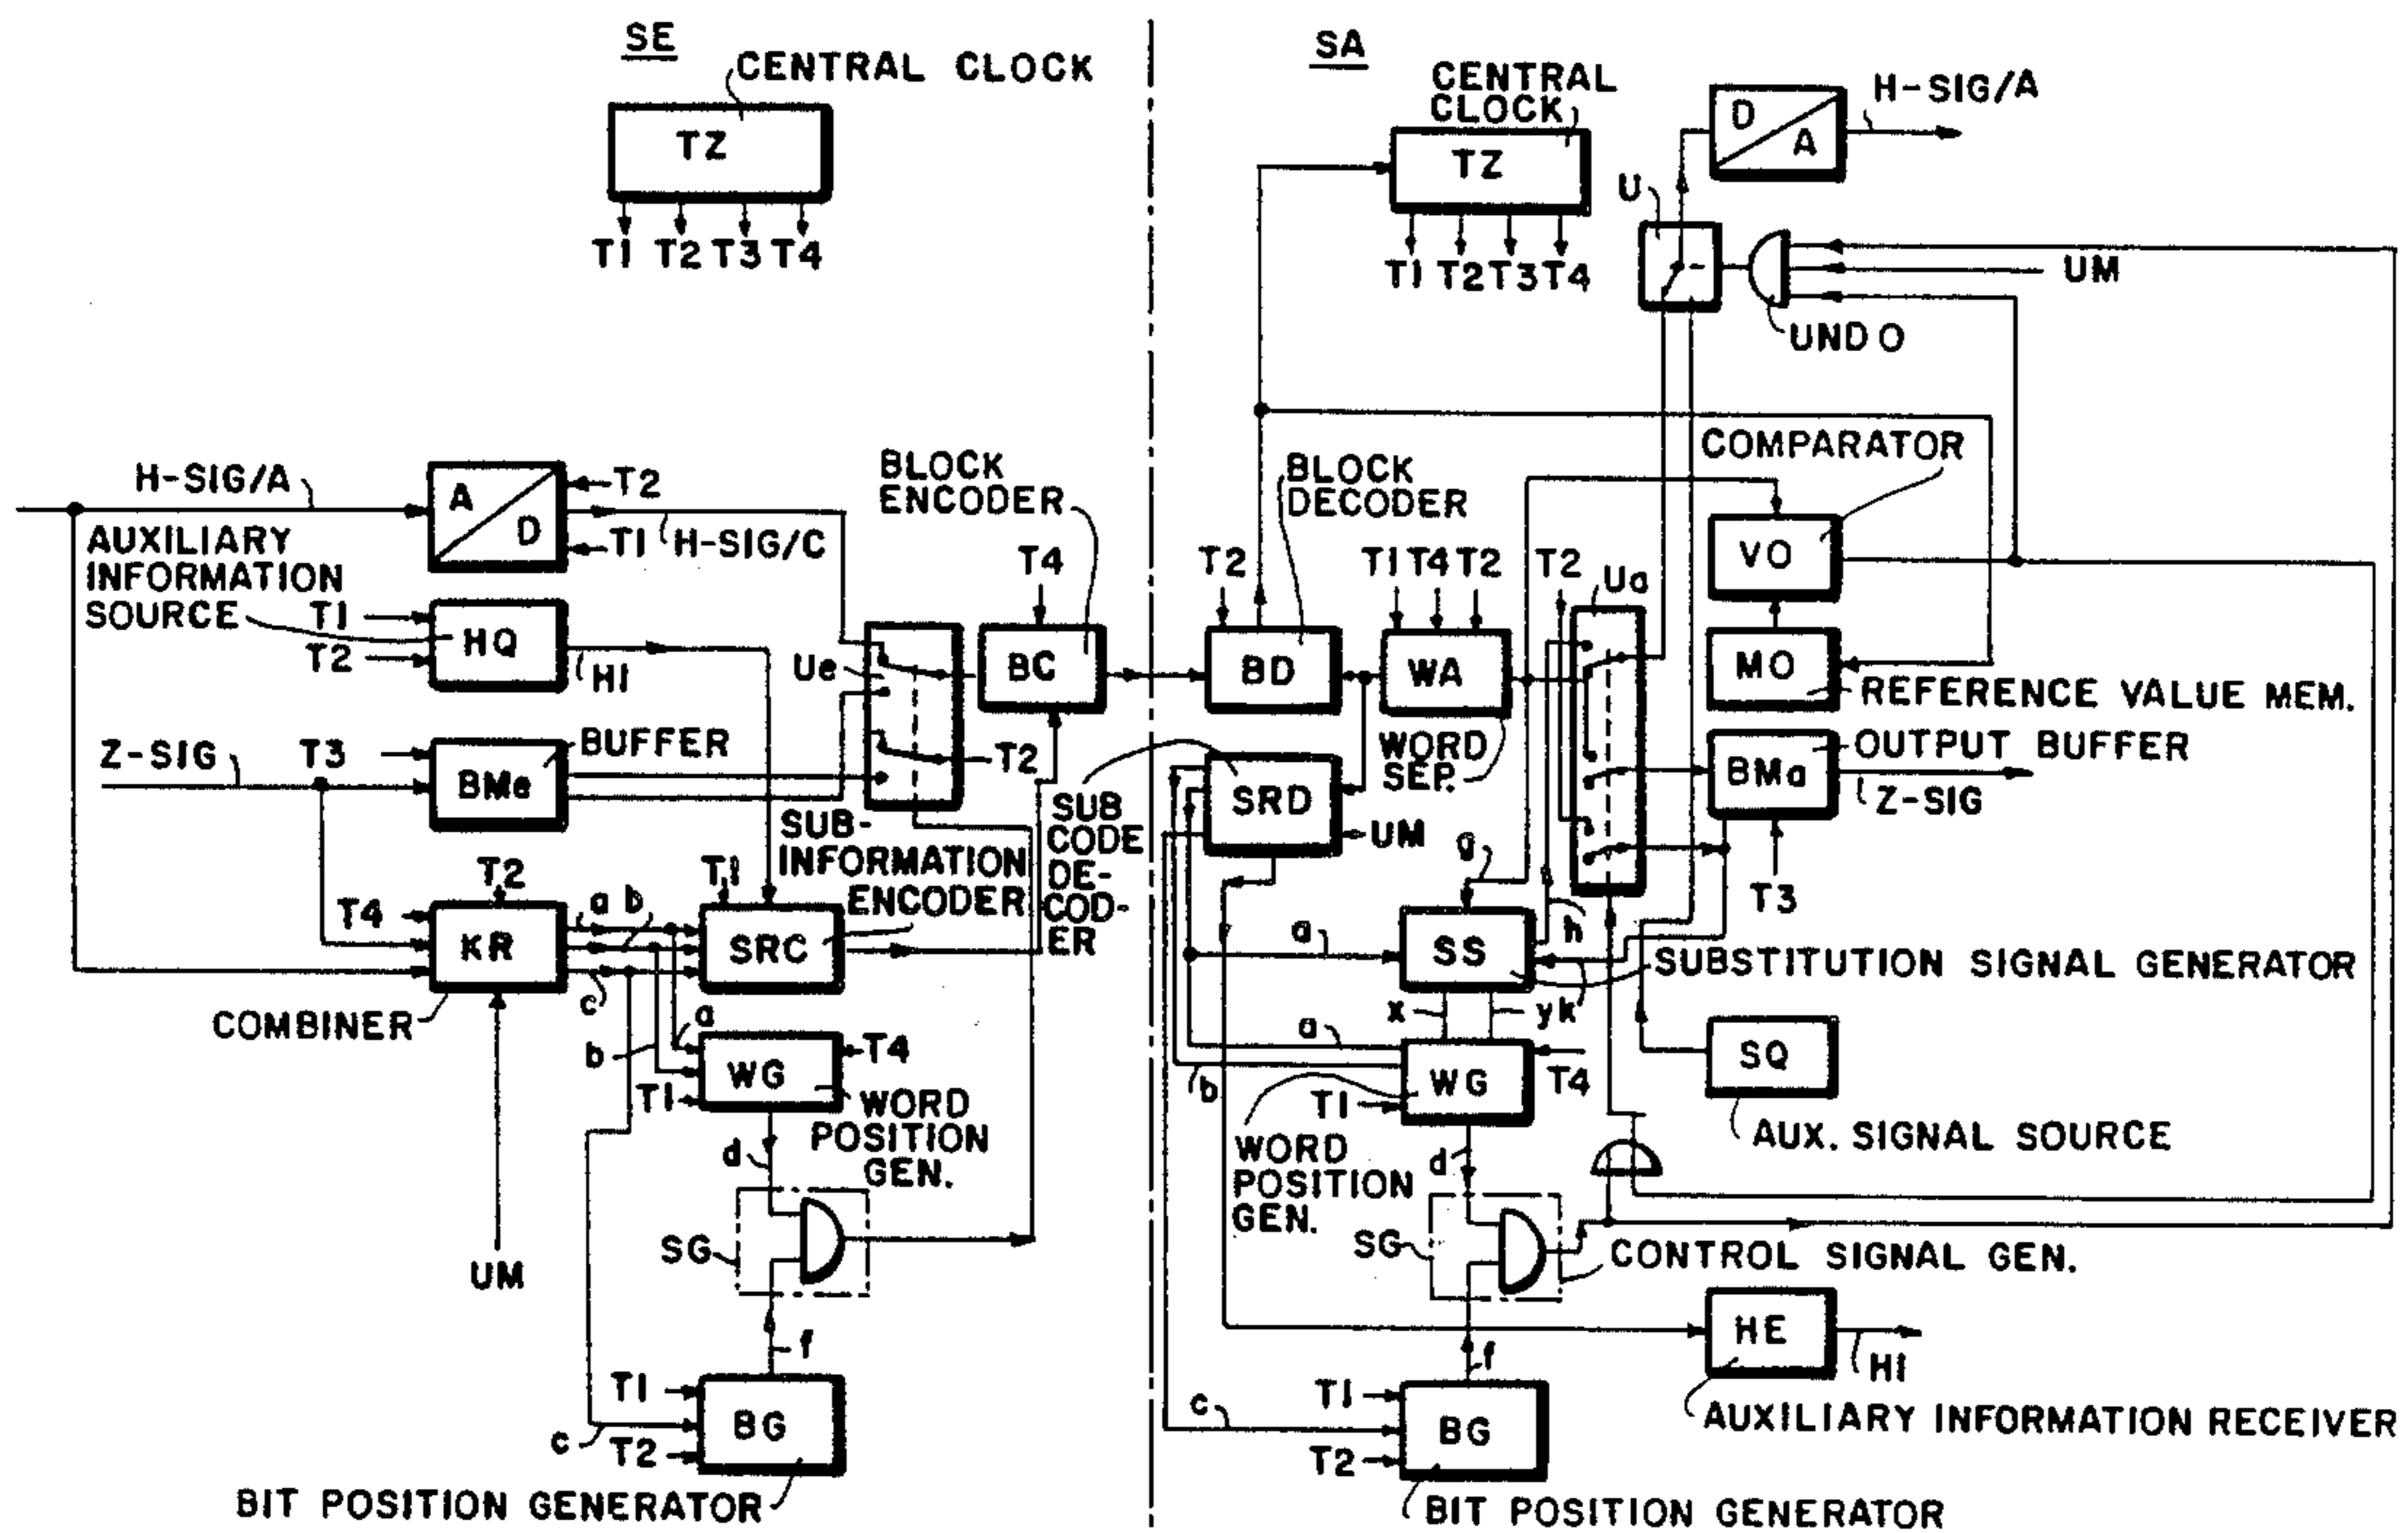 SE
CENTRAL CLOCK
TZ
T1 T2 T3 T4
H-SIG/A
A
D
T2
T1
H-SIG/C
AUXILIARY
INFORMATION
SOURCE
T1
T2
HQ
HI
BLOCK
ENCODER
T4
Ue
BC
T2
Z-SIG
T3
BMe
BUFFER
SUB-
INFORMATION
ENCODER
T2
T4
KR
a
b
c
T1
SRC
COMBINER
UM
a
b
T1
WG
T4
WORD
POSITION
GEN.
d
SG
f
T1
c
T2
BG
BIT POSITION GENERATOR
SA
CENTRAL
CLOCK
TZ
T1 T2 T3 T4
D
A
H-SIG/A
U
UM
UNDO
COMPARATOR
BLOCK
DECODER
VO
T2
T1 T4 T2
T2
Ua
BD
WA
MO
REFERENCE VALUE MEM.
WORD
SEP.
OUTPUT BUFFER
BMa
Z-SIG
T3
SUB
CODE
DE-
COD-
ER
SRD
UM
g
a
SS
h
SUBSTITUTION SIGNAL GENERATOR
x
y
k
a
b
WG
T4
T1
SQ
AUX. SIGNAL SOURCE
WORD
POSITION
GEN.
d
SG
CONTROL SIGNAL GEN.
HE
HI
AUXILIARY INFORMATION RECEIVER
f
T1
c
T2
BG
BIT POSITION GENERATOR